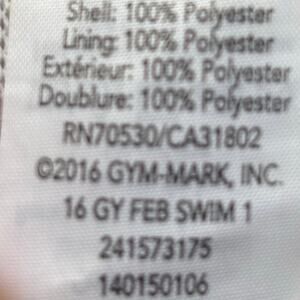 Shell: 100% Polyester
Lining: 100% Polyester
Extérieur: 100% Polyester
Doublure: 100% Polyester
RN70530/CA31802
©2016 GYM-MARK, INC.
16 GY FEB SWIM 1
241573175
140150106